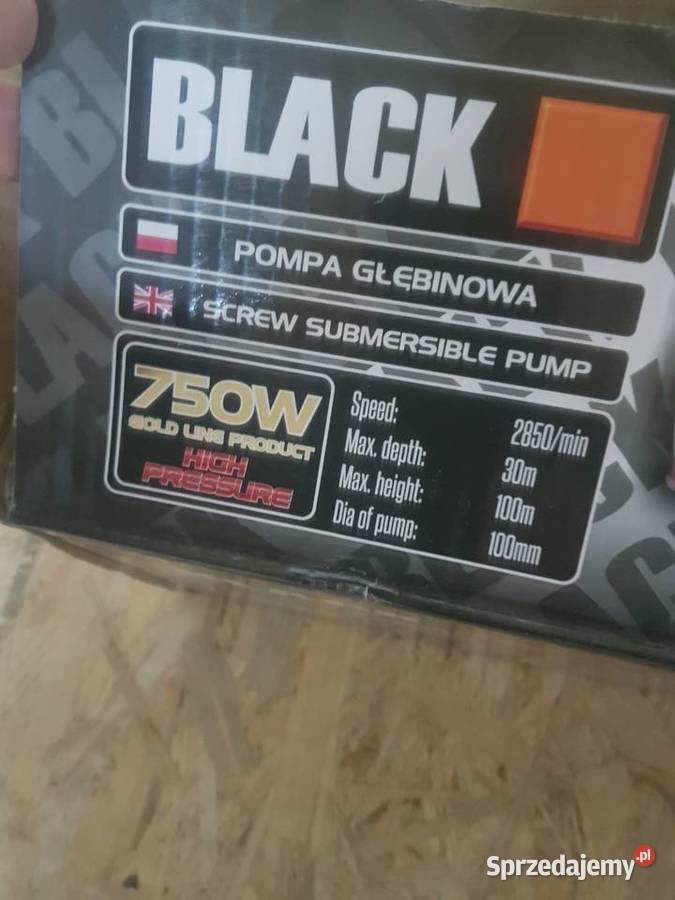 BLACK
POMPA GŁĘBINOWA
SCREW SUBMERSIBLE PUMP
750W
GOLD LINE PRODUCT
HIGH
PRESSURE
Speed: 2850/min
Max. depth: 30m
Max. height: 100m
Dia of pump: 100mm
Sprzedajemy.pl